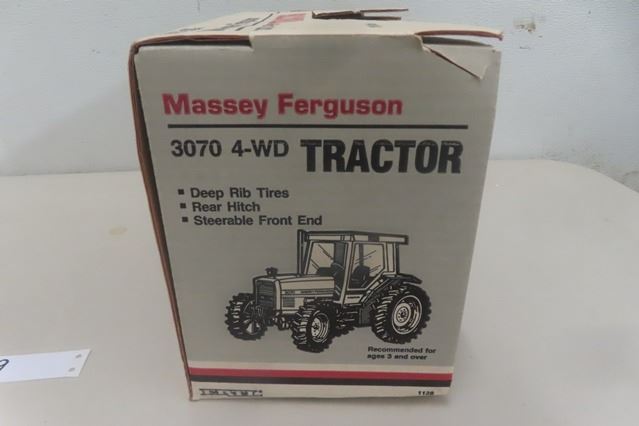 Massey Ferguson
3070 4-WD TRACTOR
▪ Deep Rib Tires
▪ Rear Hitch
▪ Steerable Front End
3070
Recommended for
ages 3 and over
1128